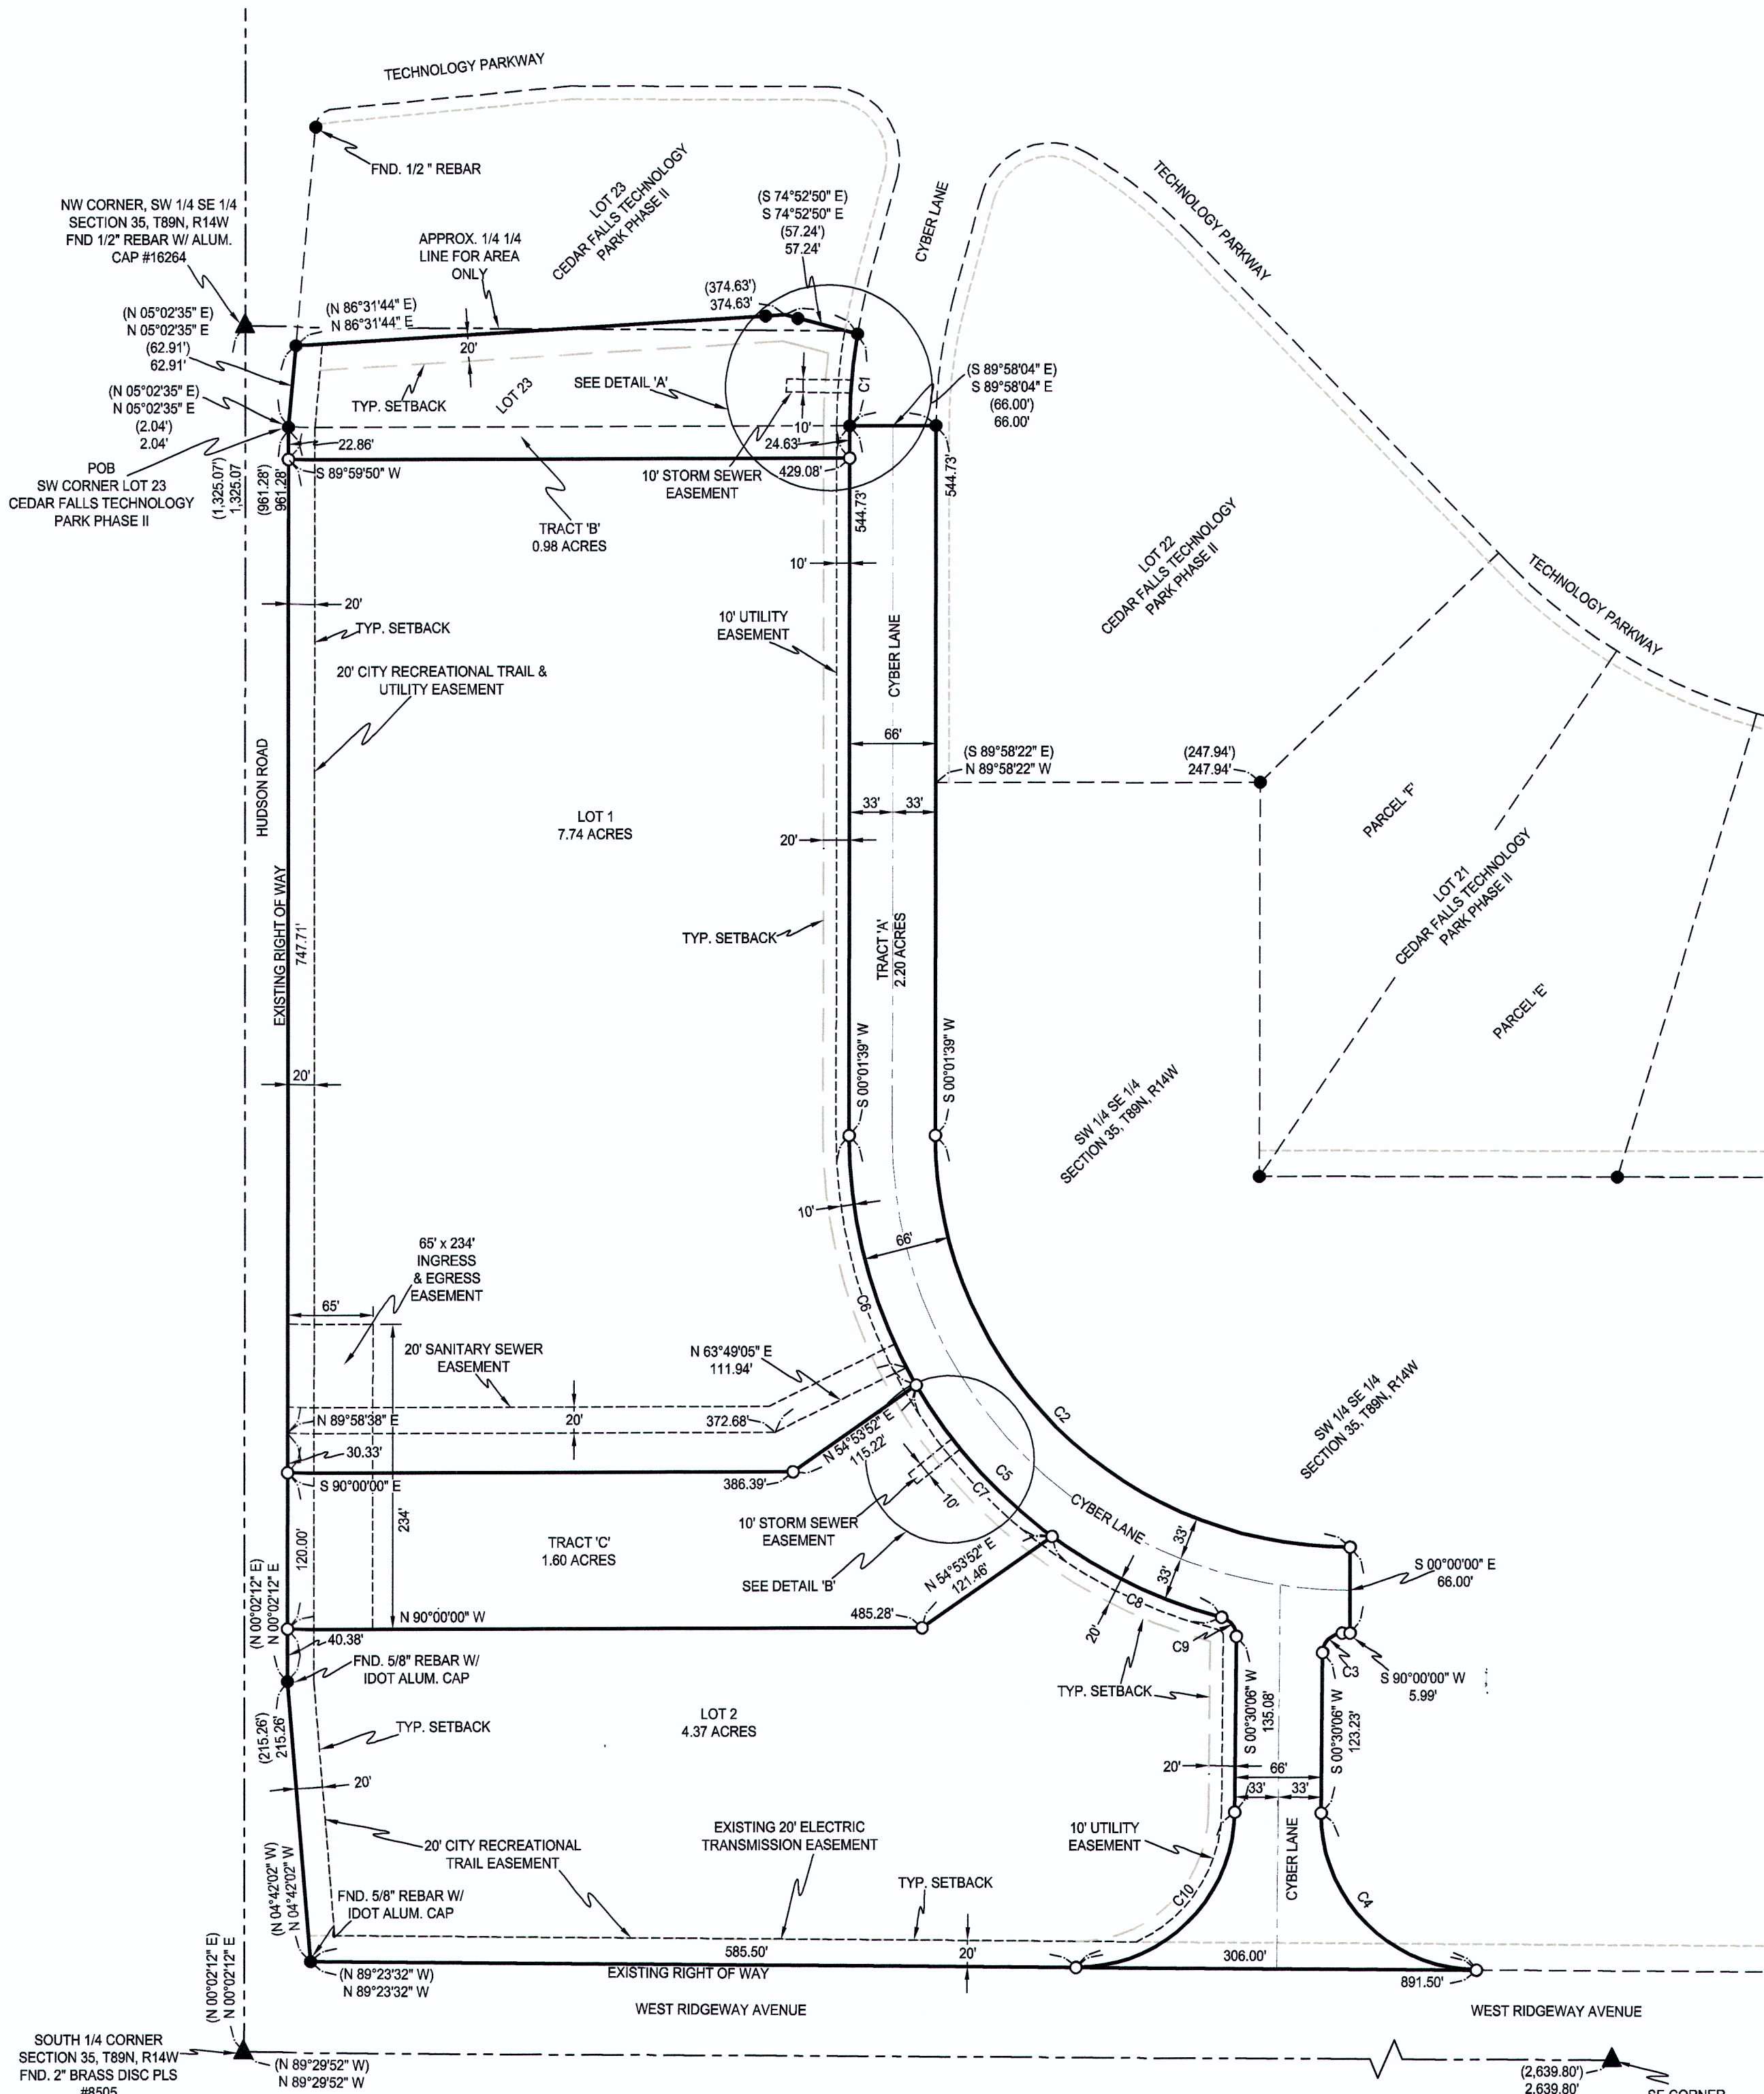 TECHNOLOGY PARKWAY
FND. 1/2 " REBAR
LOT 23
CEDAR FALLS TECHNOLOGY
PARK PHASE II
CYBER LANE
TECHNOLOGY PARKWAY
TECHNOLOGY PARKWAY
NW CORNER, SW 1/4 SE 1/4
SECTION 35, T89N, R14W
FND 1/2" REBAR W/ ALUM.
CAP #16264
APPROX. 1/4 1/4
LINE FOR AREA
ONLY
(S 74°52'50" E)
S 74°52'50" E
(57.24')
57.24'
(374.63')
374.63'
(N 86°31'44" E)
N 86°31'44" E
(N 05°02'35" E)
N 05°02'35" E
(62.91')
62.91'
(N 05°02'35" E)
N 05°02'35" E
(2.04')
2.04'
20'
TYP. SETBACK
LOT 23
SEE DETAIL 'A'
C1
(S 89°58'04" E)
S 89°58'04" E
(66.00')
66.00'
POB
SW CORNER LOT 23
CEDAR FALLS TECHNOLOGY
PARK PHASE II
(1,325.07')
1,325.07
(961.28')
961.28'
22.86'
S 89°59'50" W
10'
24.63'
429.08'
10' STORM SEWER
EASEMENT
544.73'
544.73'
TRACT 'B'
0.98 ACRES
10'
LOT 22
CEDAR FALLS TECHNOLOGY
PARK PHASE II
20'
TYP. SETBACK
10' UTILITY
EASEMENT
CYBER LANE
20' CITY RECREATIONAL TRAIL &
UTILITY EASEMENT
HUDSON ROAD
66'
(S 89°58'22" E)
N 89°58'22" W
(247.94')
247.94'
33'
33'
LOT 1
7.74 ACRES
20'
PARCEL 'F'
LOT 21
CEDAR FALLS TECHNOLOGY
PARK PHASE II
EXISTING RIGHT OF WAY
747.71'
TYP. SETBACK
TRACT 'A'
2.20 ACRES
PARCEL 'E'
20'
S 00°01'39" W
S 00°01'39" W
SW 1/4 SE 1/4
SECTION 35, T89N, R14W
10'
66'
65' x 234'
INGRESS
& EGRESS
EASEMENT
65'
C6
20' SANITARY SEWER
EASEMENT
N 63°49'05" E
111.94'
C2
SW 1/4 SE 1/4
SECTION 35, T89N, R14W
N 89°58'38" E
20'
372.68'
N 54°53'52" E
115.22'
30.33'
S 90°00'00" E
386.39'
C5
C7
10'
234'
10' STORM SEWER
EASEMENT
CYBER LANE
33'
33'
120.00'
TRACT 'C'
1.60 ACRES
SEE DETAIL 'B'
N 54°53'52" E
121.46'
S 00°00'00" E
66.00'
(N 00°02'12" E)
N 00°02'12" E
N 90°00'00" W
485.28'
C8
20'
C9
C3
S 90°00'00" W
5.99'
40.38'
FND. 5/8" REBAR W/
IDOT ALUM. CAP
TYP. SETBACK
S 00°30'06" W
135.08'
S 00°30'06" W
123.23'
(215.26')
215.26'
TYP. SETBACK
LOT 2
4.37 ACRES
20'
20'
66'
33'
33'
20' CITY RECREATIONAL
TRAIL EASEMENT
EXISTING 20' ELECTRIC
TRANSMISSION EASEMENT
10' UTILITY
EASEMENT
CYBER LANE
(N 04°42'02" W)
N 04°42'02" W
FND. 5/8" REBAR W/
IDOT ALUM. CAP
TYP. SETBACK
C10
C4
585.50'
20'
306.00'
(N 89°23'32" W)
N 89°23'32" W
EXISTING RIGHT OF WAY
891.50'
(N 00°02'12" E)
N 00°02'12" E
WEST RIDGEWAY AVENUE
WEST RIDGEWAY AVENUE
SOUTH 1/4 CORNER
SECTION 35, T89N, R14W
FND. 2" BRASS DISC PLS
#8505
(N 89°29'52" W)
N 89°29'52" W
(2,639.80')
2,639.80'
SE CORNER